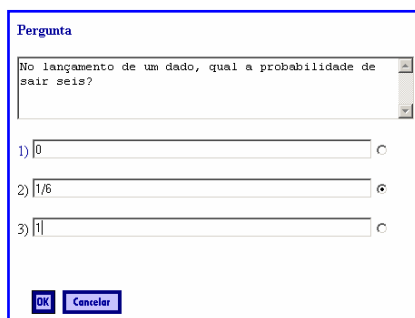 Pergunta
No lançamento de um dado, qual a probabilidade de
sair seis?
1) 0
2) 1/6
3) 1
OK Cancelar